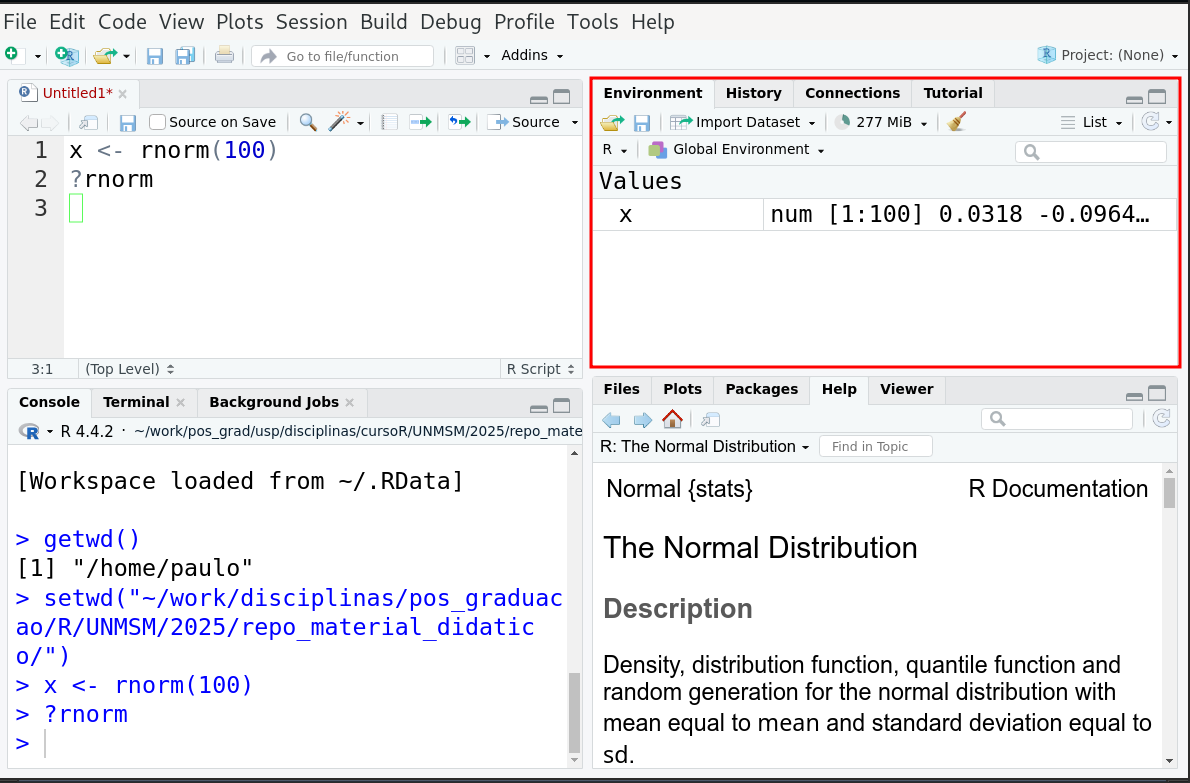 File Edit Code View Plots Session Build Debug Profile Tools Help
Go to file/function Addins Project: (None)
Untitled1*
Source on Save Source
1 x <- rnorm(100)
2 ?rnorm
3
3:1 (Top Level) R Script
Console Terminal Background Jobs
R 4.4.2 · ~/work/pos_grad/usp/disciplinas/cursoR/UNMSM/2025/repo_mate
[Workspace loaded from ~/.RData]
> getwd()
[1] "/home/paulo"
> setwd("~/work/disciplinas/pos_graduac
ao/R/UNMSM/2025/repo_material_didatic
o/")
> x <- rnorm(100)
> ?rnorm
>
Environment History Connections Tutorial
Import Dataset 277 MiB List
R Global Environment
Values
x num [1:100] 0.0318 -0.0964…
Files Plots Packages Help Viewer
R: The Normal Distribution Find in Topic
Normal {stats} R Documentation
The Normal Distribution
Description
Density, distribution function, quantile function and
random generation for the normal distribution with
mean equal to mean and standard deviation equal to
sd.